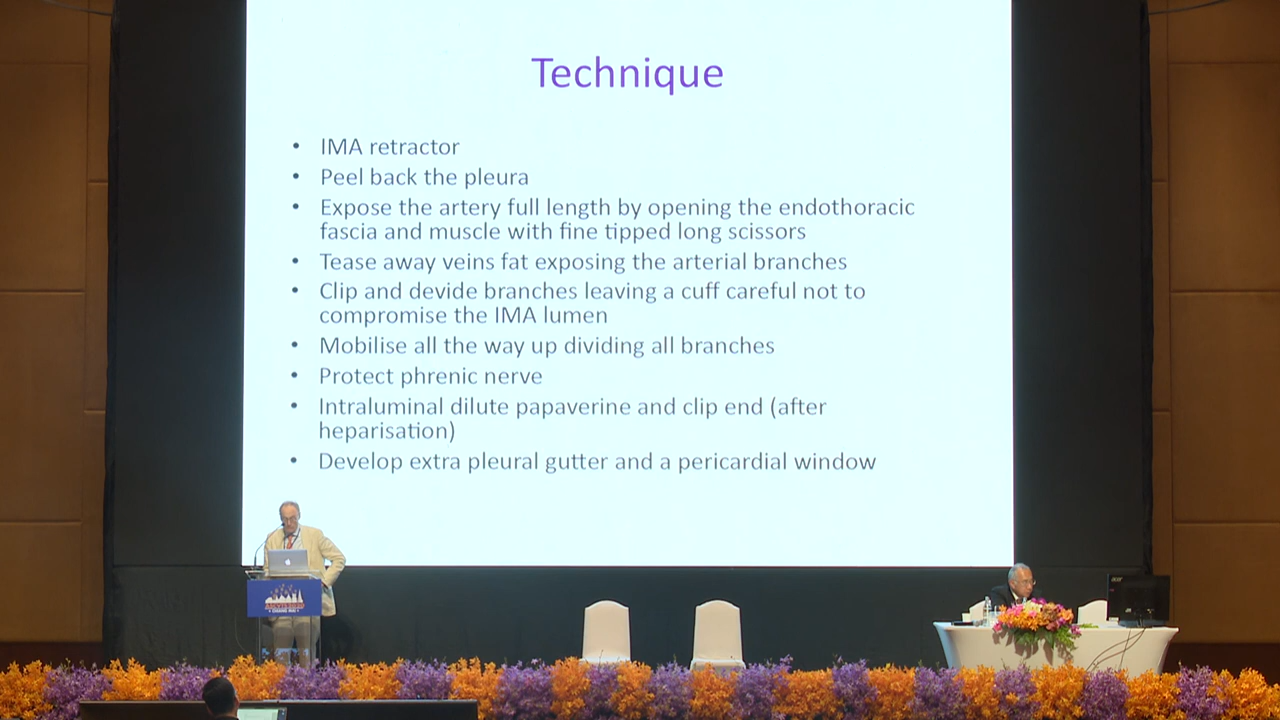 Technique
• IMA retractor
• Peel back the pleura
• Expose the artery full length by opening the endothoracic
fascia and muscle with fine tipped long scissors
• Tease away veins fat exposing the arterial branches
• Clip and devide branches leaving a cuff careful not to
compromise the IMA lumen
• Mobilise all the way up dividing all branches
• Protect phrenic nerve
• Intraluminal dilute papaverine and clip end (after
heparisation)
• Develop extra pleural gutter and a pericardial window
acer